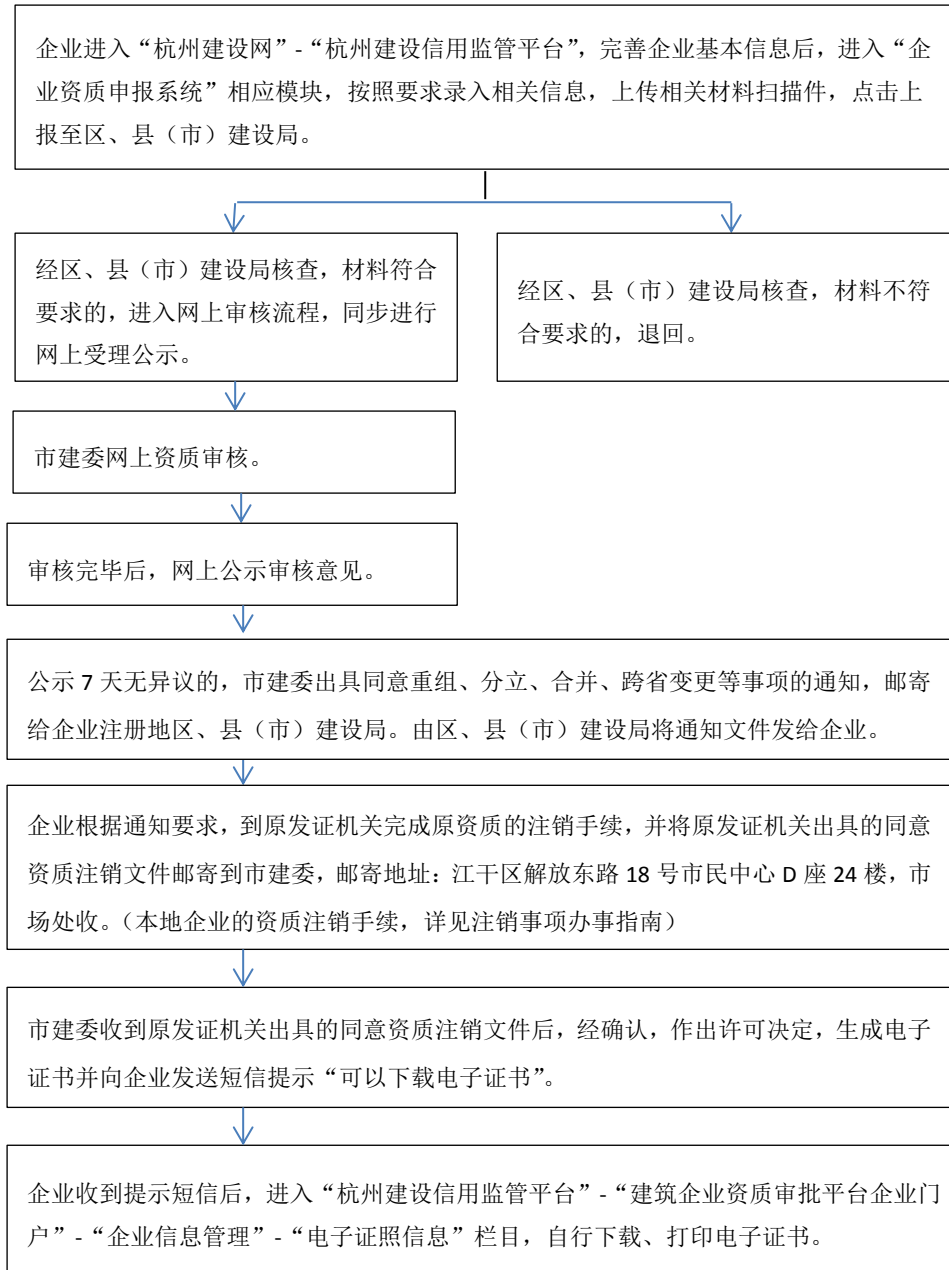 企业进入“杭州建设网”-“杭州建设信用监管平台”，完善企业基本信息后，进入“企
业资质申报系统”相应模块，按照要求录入相关信息，上传相关材料扫描件，点击上
报至区、县（市）建设局。
经区、县（市）建设局核查，材料符合
要求的，进入网上审核流程，同步进行
网上受理公示。
经区、县（市）建设局核查，材料不符
合要求的，退回。
市建委网上资质审核。
审核完毕后，网上公示审核意见。
公示 7 天无异议的，市建委出具同意重组、分立、合并、跨省变更等事项的通知，邮寄
给企业注册地区、县（市）建设局。由区、县（市）建设局将通知文件发给企业。
企业根据通知要求，到原发证机关完成原资质的注销手续，并将原发证机关出具的同意
资质注销文件邮寄到市建委，邮寄地址：江干区解放东路 18 号市民中心 D 座 24 楼，市
场处收。（本地企业的资质注销手续，详见注销事项办事指南）
市建委收到原发证机关出具的同意资质注销文件后，经确认，作出许可决定，生成电子
证书并向企业发送短信提示“可以下载电子证书”。
企业收到提示短信后，进入“杭州建设信用监管平台”-“建筑企业资质审批平台企业门
户”-“企业信息管理”-“电子证照信息”栏目，自行下载、打印电子证书。